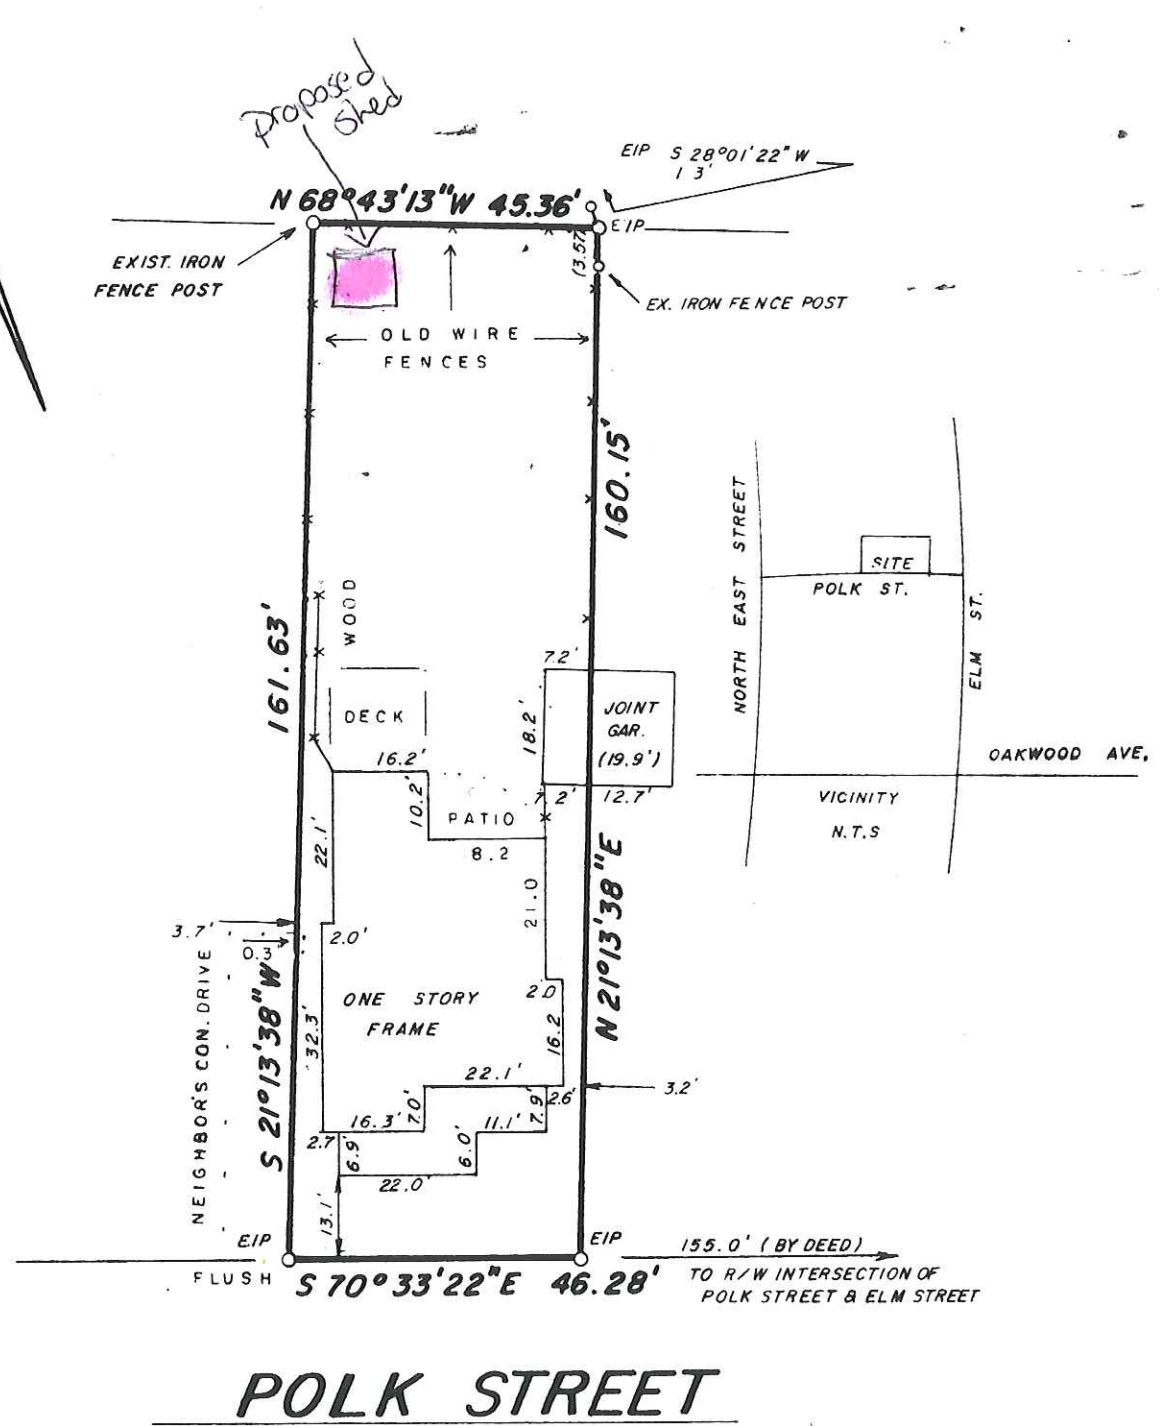 Proposed
Shed
EIP S 28°01'22" W
1 3'
N 68°43'13"W 45.36'
EIP
(3.57)
EXIST. IRON
FENCE POST
EX. IRON FENCE POST
OLD WIRE
FENCES
160.15'
161.63'
WOOD
DECK
7.2'
18.2'
JOINT
GAR.
(19.9')
16.2'
10.2'
7.2' 12.7'
PATIO
8.2
22.1'
21.0
NORTH EAST STREET
SITE
POLK ST.
ELM ST.
OAKWOOD AVE.
VICINITY
N.T.S
3.7'
0.3
2.0'
NEIGHBOR'S CON. DRIVE
S 21°13'38"W
N 21°13'38"E
ONE STORY
FRAME
32.3'
2.0
16.2
22.1'
3.2'
2.6'
7.0'
7.9'
16.3'
11.1'
2.7
6.9'
6.0'
22.0'
13.1'
EIP
FLUSH
EIP
S 70°33'22"E 46.28'
155.0' (BY DEED)
TO R/W INTERSECTION OF
POLK STREET & ELM STREET
POLK STREET